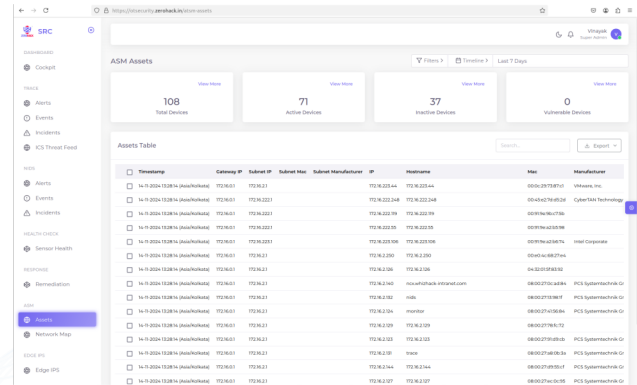 https://otsecurity.zerohack.in/otsm-assets
SRC
Vinayak
Super Admin
V
DASHBOARD
Cockpit
TRACE
Alerts
Events
Incidents
ICS Threat Feed
NIDS
Alerts
Events
Incidents
HEALTH CHECK
Sensor Health
RESPONSE
Remediation
ASM
Assets
Network Map
EDGE IPS
Edge IPS
ASM Assets
Filters
Timeline
Last 7 Days
View More
108
Total Devices
View More
71
Active Devices
View More
37
Inactive Devices
View More
0
Vulnerable Devices
Assets Table
Search...
Export
Timestamp Gateway IP Subnet IP Subnet Mac Subnet Manufacturer IP Hostname Mac Manufacturer
14-11-2024 13:28:14 (Asia/Kolkata) 172.16.0.1 172.16.2.1 172.16.223.44 172.16.223.44 VMware, Inc.
14-11-2024 13:28:14 (Asia/Kolkata) 172.16.0.1 172.16.2.1 172.16.222.248 172.16.222.248 CyberTAN Technology
14-11-2024 13:28:14 (Asia/Kolkata) 172.16.0.1 172.16.222.1 172.16.222.119 172.16.222.119
14-11-2024 13:28:14 (Asia/Kolkata) 172.16.0.1 172.16.222.1 172.16.222.35 172.16.222.35
14-11-2024 13:28:14 (Asia/Kolkata) 172.16.0.1 172.16.223.1 172.16.223.106 172.16.223.106 Intel Corporate
14-11-2024 13:28:14 (Asia/Kolkata) 172.16.0.1 172.16.2.1 172.16.2.250 172.16.2.250
14-11-2024 13:28:14 (Asia/Kolkata) 172.16.0.1 172.16.2.1 172.16.2.126 172.16.2.126
14-11-2024 13:28:14 (Asia/Kolkata) 172.16.0.1 172.16.2.1 172.16.2.140 PCS Systemtechnik Gr
14-11-2024 13:28:14 (Asia/Kolkata) 172.16.0.1 172.16.2.1 172.16.2.132 nids PCS Systemtechnik Gr
14-11-2024 13:28:14 (Asia/Kolkata) 172.16.0.1 172.16.2.1 172.16.2.124 monitor PCS Systemtechnik Gr
14-11-2024 13:28:14 (Asia/Kolkata) 172.16.0.1 172.16.2.1 172.16.2.129 172.16.2.129
14-11-2024 13:28:14 (Asia/Kolkata) 172.16.0.1 172.16.2.1 172.16.2.123 172.16.2.123 PCS Systemtechnik Gr
14-11-2024 13:28:14 (Asia/Kolkata) 172.16.0.1 172.16.2.1 172.16.2.131 trace PCS Systemtechnik Gr
14-11-2024 13:28:14 (Asia/Kolkata) 172.16.0.1 172.16.2.1 172.16.2.144 172.16.2.144 PCS Systemtechnik Gr
14-11-2024 13:28:14 (Asia/Kolkata) 172.16.0.1 172.16.2.1 172.16.2.127 172.16.2.127 PCS Systemtechnik Gr